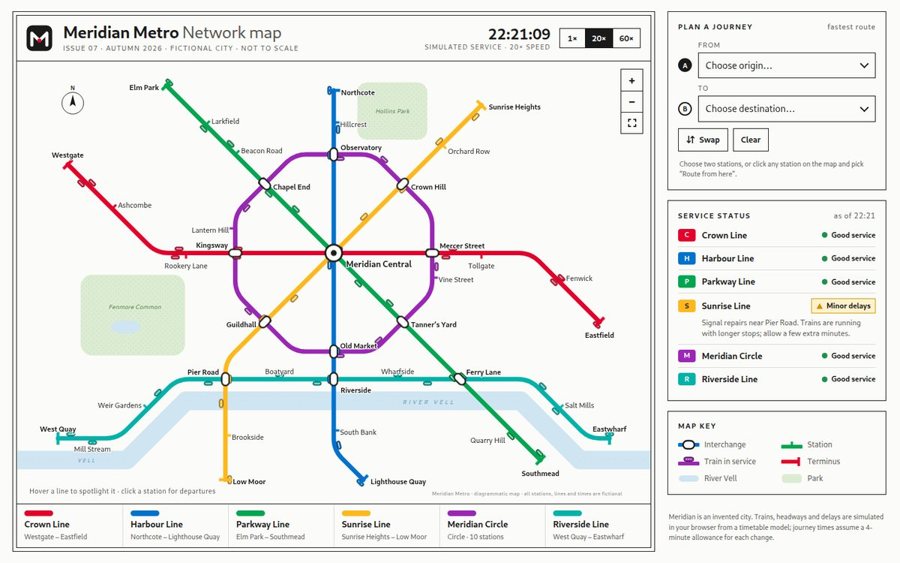 Meridian Metro Network map
ISSUE 07 · AUTUMN 2026 · FICTIONAL CITY · NOT TO SCALE
22:21:09
SIMULATED SERVICE · 20× SPEED
1×
20×
60×
N
+
−
Elm Park
Northcote
Hollins Park
Sunrise Heights
Larkfield
Hillcrest
Beacon Road
Observatory
Orchard Row
Westgate
Chapel End
Crown Hill
Ashcombe
Lantern Hill
Kingsway
Mercer Street
Rookery Lane
Meridian Central
Tollgate
Vine Street
Fenwick
Penmore Common
Guildhall
Tanner's Yard
Eastfield
Old Market
Pier Road
Boatyard
Wharfside
Ferry Lane
Riverside
RIVER VELL
Weir Gardens
Salt Mills
West Quay
Brookside
South Bank
Quarry Hill
Eastwharf
Mill Stream
VELL
Southmead
Low Moor
Lighthouse Quay
Hover a line to spotlight it · click a station for departures
Meridian Metro · diagrammatic map · all stations, lines and times are fictional
Crown Line
Westgate – Eastfield
Harbour Line
Northcote – Lighthouse Quay
Parkway Line
Elm Park – Southmead
Sunrise Line
Sunrise Heights – Low Moor
Meridian Circle
Circle · 10 stations
Riverside Line
West Quay – Eastwharf
PLAN A JOURNEY
fastest route
FROM
A
Choose origin…
TO
B
Choose destination…
Swap
Clear
Choose two stations, or click any station on the map and pick
"Route from here".
SERVICE STATUS
as of 22:21
C Crown Line Good service
H Harbour Line Good service
P Parkway Line Good service
S Sunrise Line Minor delays
Signal repairs near Pier Road. Trains are running
with longer stops; allow a few extra minutes.
M Meridian Circle Good service
R Riverside Line Good service
MAP KEY
Interchange
Station
Train in service
Terminus
River Vell
Park
Meridian is an invented city. Trains, headways and delays are simulated
in your browser from a timetable model; journey times assume a 4-
minute allowance for each change.